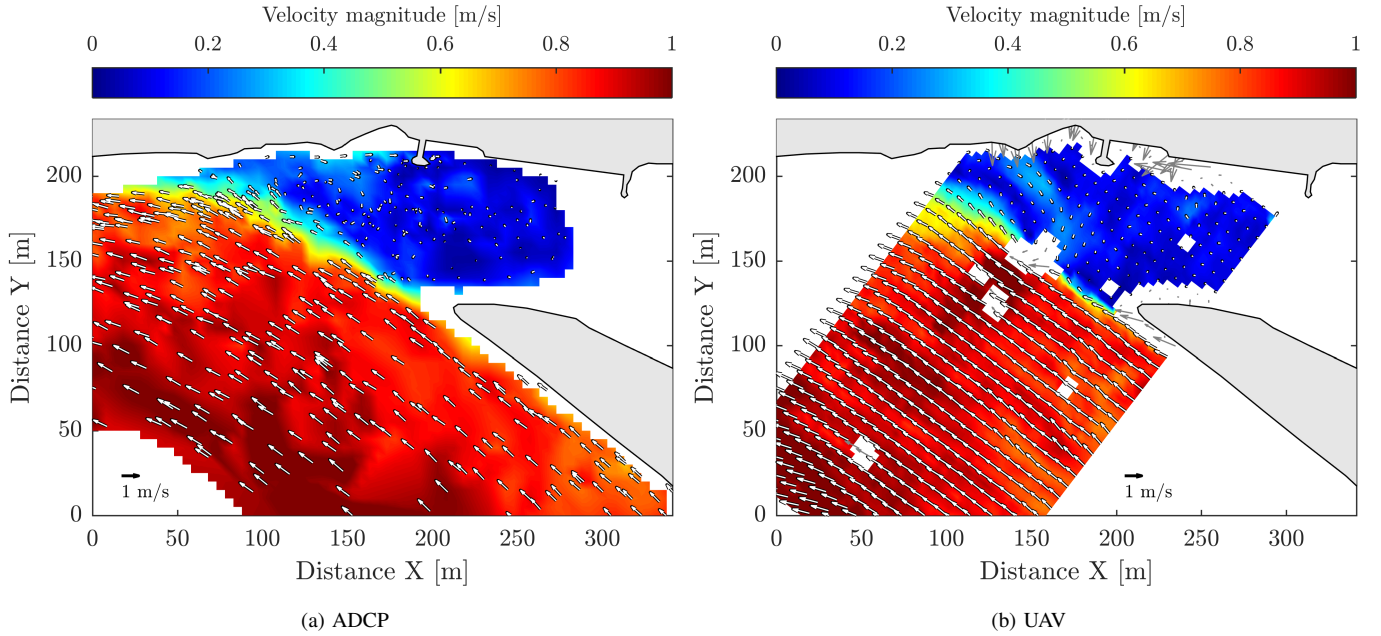 Velocity magnitude [m/s]
0 0.2 0.4 0.6 0.8 1
200
150
100
50
0
Distance Y [m]
1 m/s
0 50 100 150 200 250 300
Distance X [m]
(a) ADCP
Velocity magnitude [m/s]
0 0.2 0.4 0.6 0.8 1
200
150
100
50
0
Distance Y [m]
1 m/s
0 50 100 150 200 250 300
Distance X [m]
(b) UAV